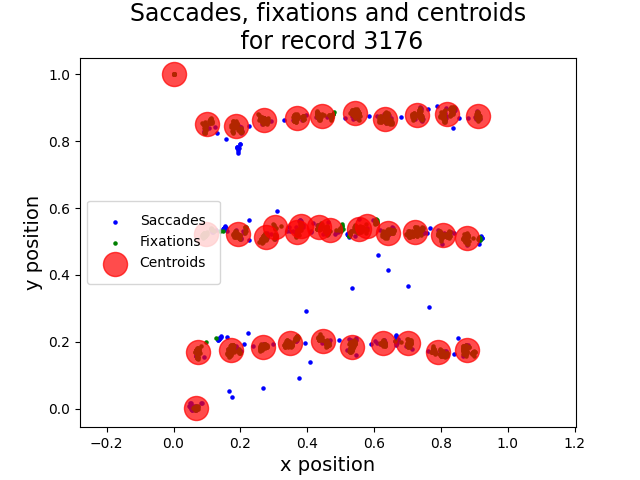 Saccades, fixations and centroids
for record 3176
1.0
0.8
0.6
0.4
0.2
0.0
y position
Saccades
Fixations
Centroids
−0.2
0.0
0.2
0.4
0.6
0.8
1.0
1.2
x position